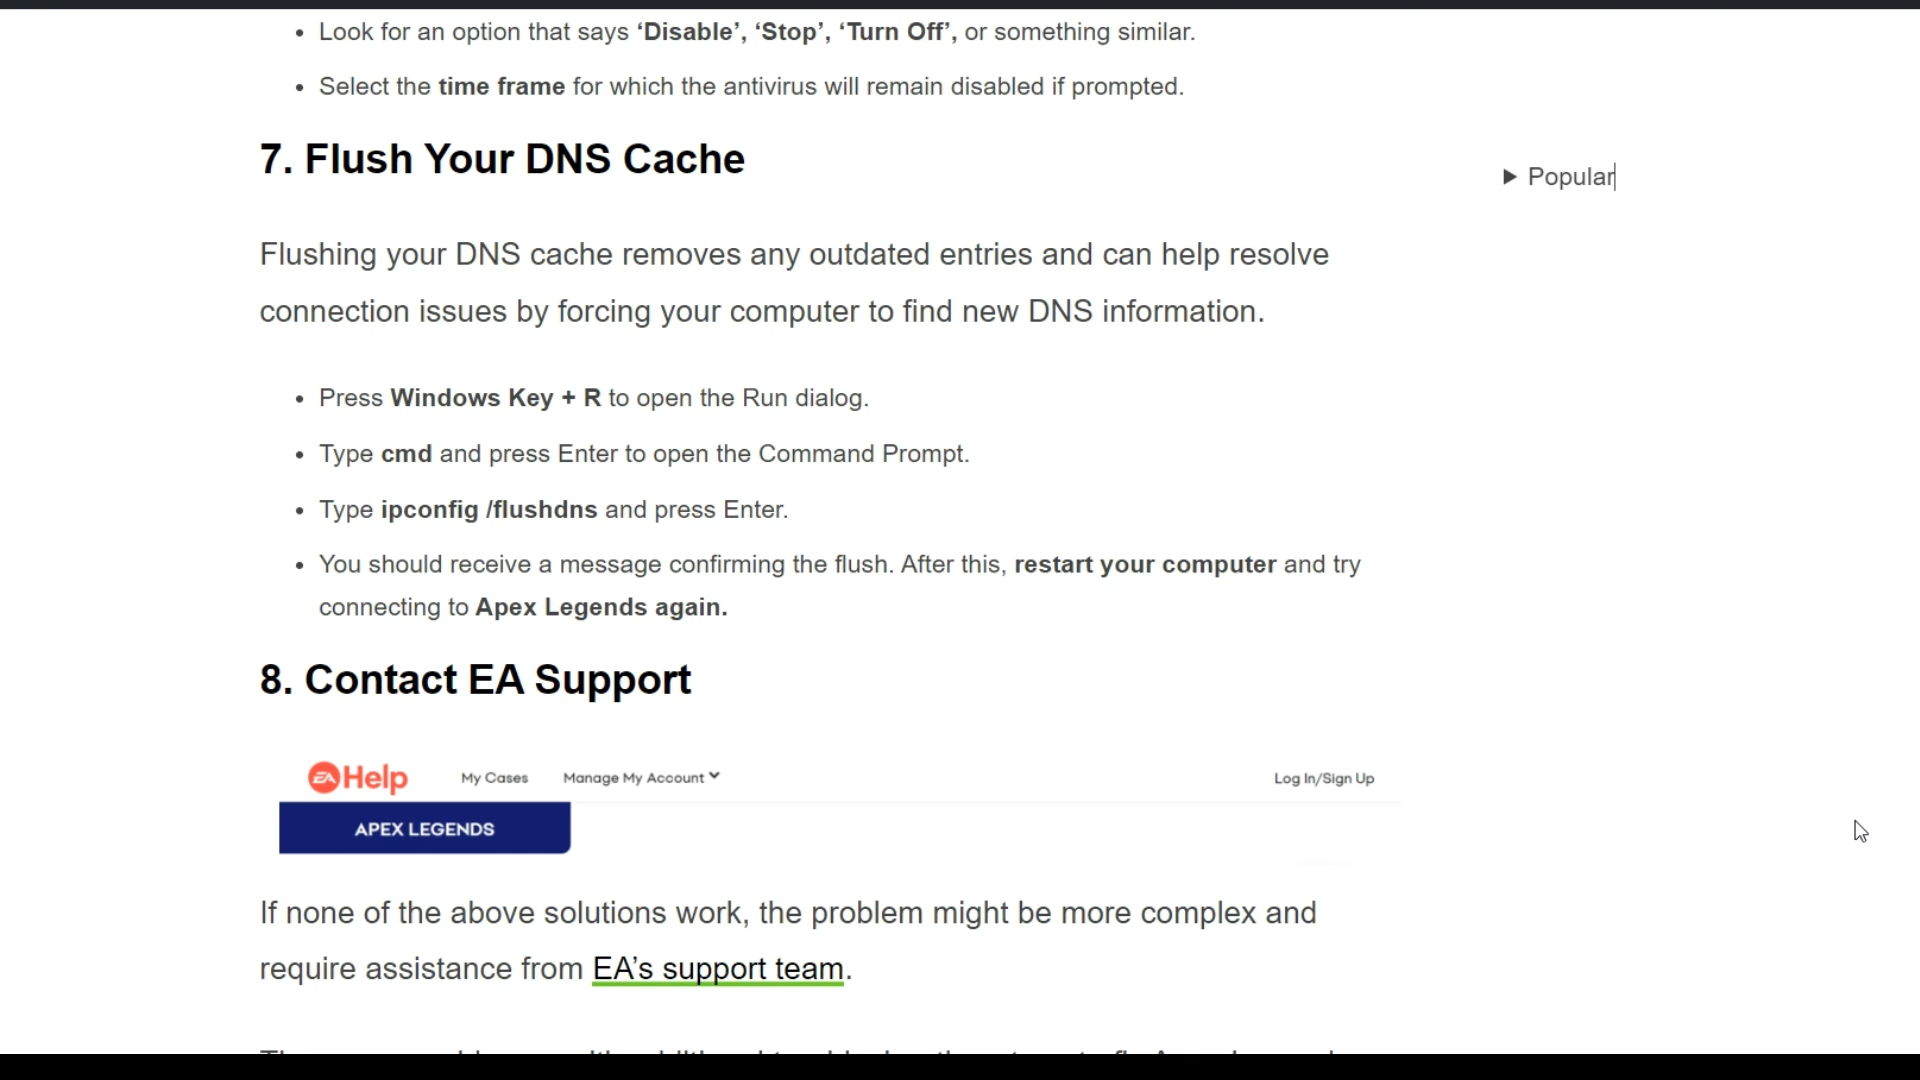 Look for an option that says ‘Disable’, ‘Stop’, ‘Turn Off’, or something similar.
Select the time frame for which the antivirus will remain disabled if prompted.
7. Flush Your DNS Cache
Popular
Flushing your DNS cache removes any outdated entries and can help resolve
connection issues by forcing your computer to find new DNS information.
Press Windows Key + R to open the Run dialog.
Type cmd and press Enter to open the Command Prompt.
Type ipconfig /flushdns and press Enter.
You should receive a message confirming the flush. After this, restart your computer and try
connecting to Apex Legends again.
8. Contact EA Support
EA Help My Cases Manage My Account Log In/Sign Up
APEX LEGENDS
If none of the above solutions work, the problem might be more complex and
require assistance from EA’s support team.